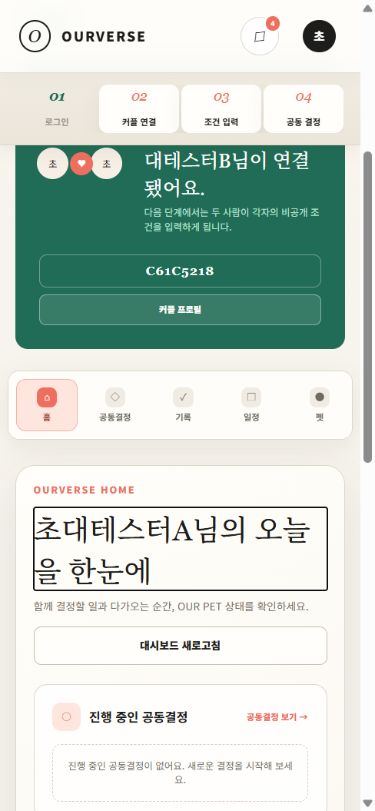 O OURVERSE 4 초
01 02 03 04
로그인 커플 연결 조건 입력 공동 결정
초 초
대테스터B님이 연결
됐어요.
다음 단계에서는 두 사람이 각자의 비공개 조
건을 입력하게 됩니다.
C61C5218
커플 프로필
홈 공동결정 기록 일정 펫
OURVERSE HOME
초대테스터A님의 오늘
을 한눈에
함께 결정할 일과 다가오는 순간, OUR PET 상태를 확인하세요.
대시보드 새로고침
진행 중인 공동결정 공동결정 보기 →
진행 중인 공동결정이 없어요. 새로운 결정을 시작해 보세
요.